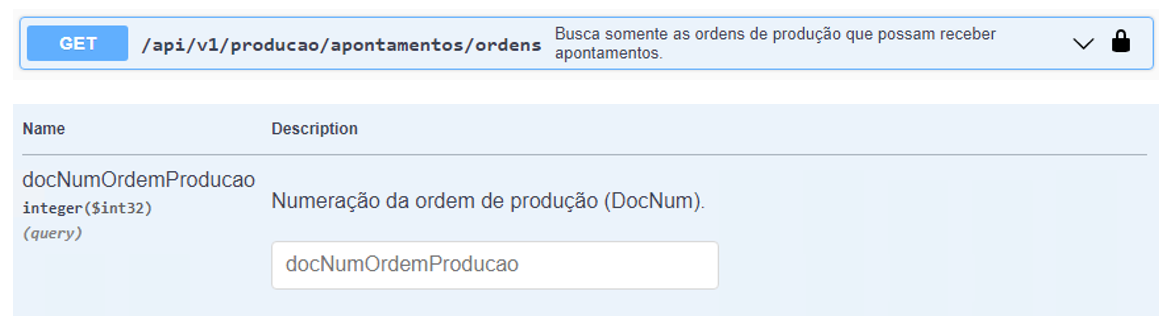 GET /api/v1/producao/apontamentos/ordens Busca somente as ordens de produção que possam receber
apontamentos.
Name Description
docNumOrdemProducao
integer($int32)
Numeração da ordem de produção (DocNum).
(query)
docNumOrdemProducao